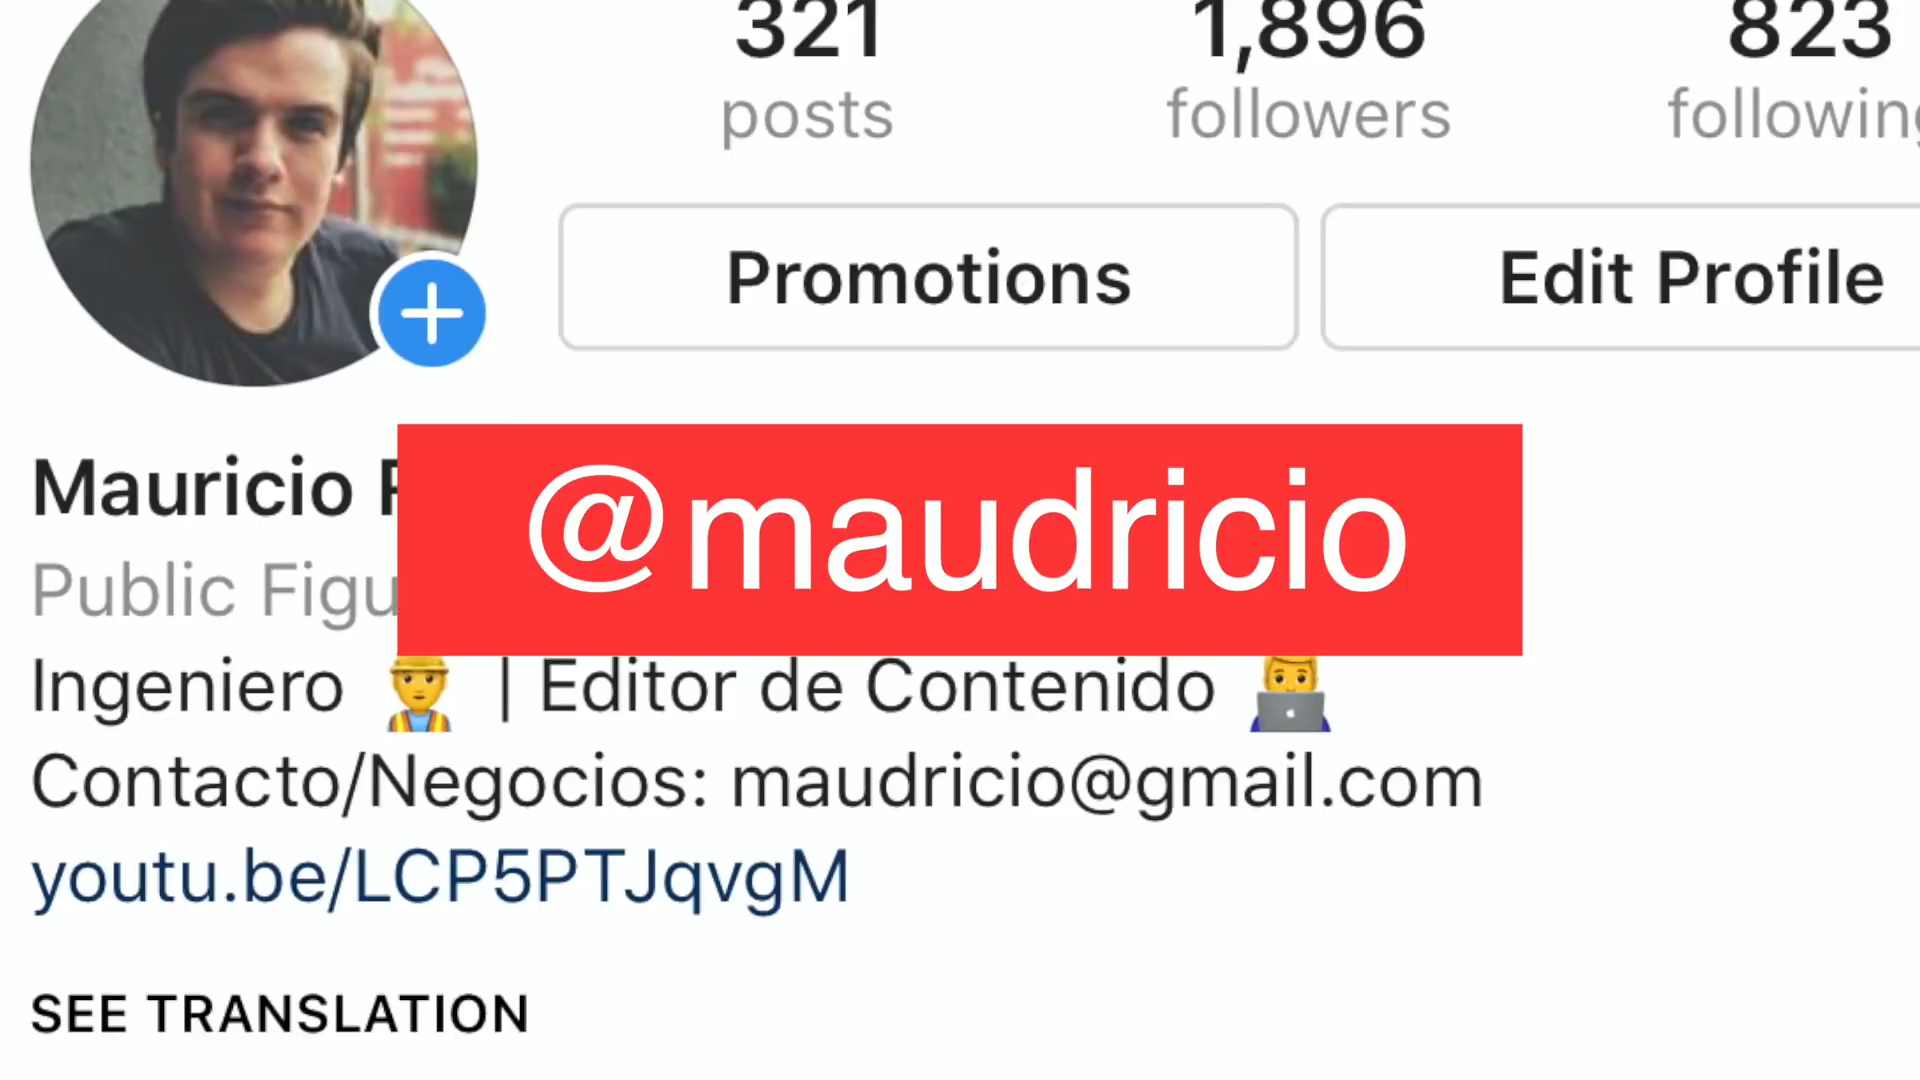 321 1,896 823
posts followers following
Promotions Edit Profile
Mauricio
@maudricio
Public
Ingeniero | Editor de Contenido
Contacto/Negocios: maudricio@gmail.com
youtu.be/LCP5PTJqvgM
SEE TRANSLATION